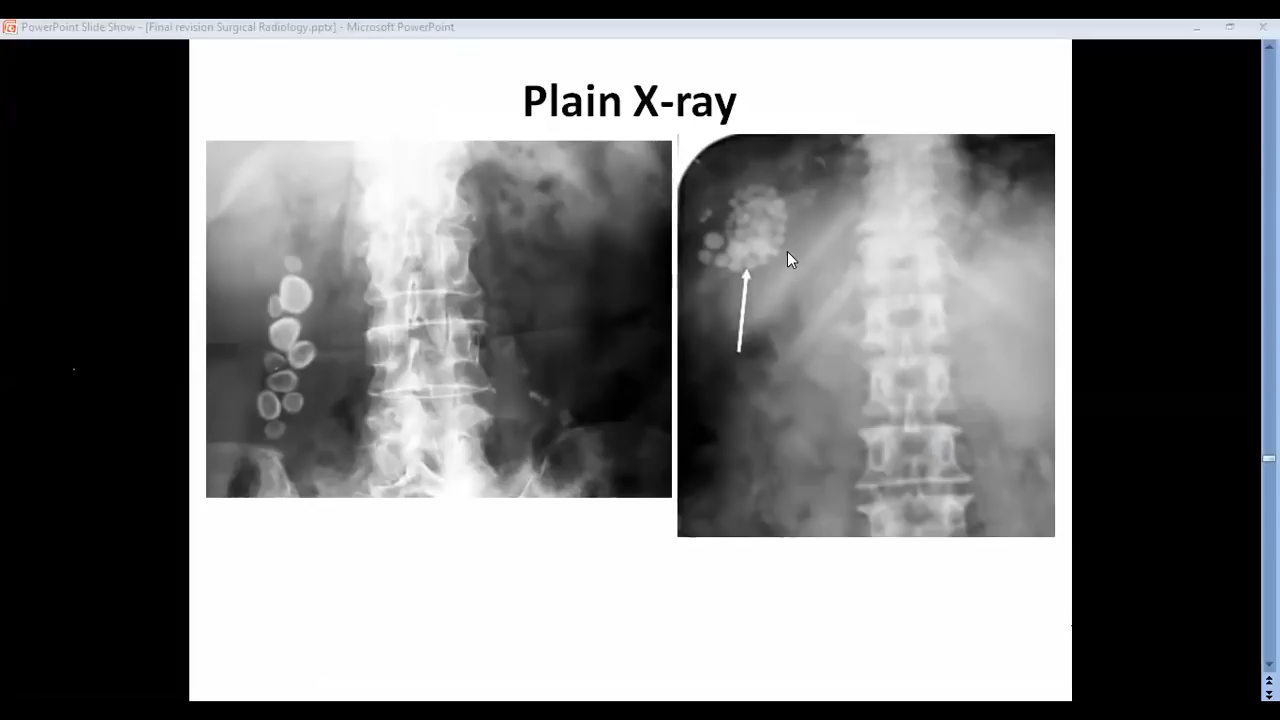 PowerPoint Slide Show - [Final revision Surgical Radiology.pptx] - Microsoft PowerPoint
Plain X-ray